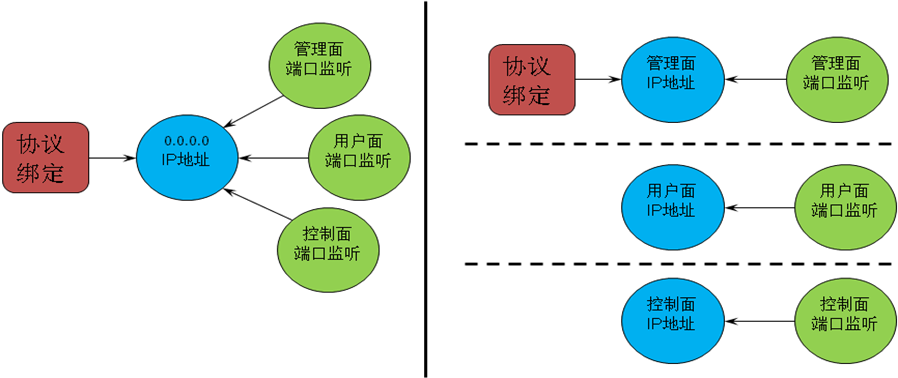 管理面
端口监听
协议
绑定
0.0.0.0
IP地址
用户面
端口监听
控制面
端口监听
协议
绑定
管理面
IP地址
管理面
端口监听
用户面
IP地址
用户面
端口监听
控制面
IP地址
控制面
端口监听